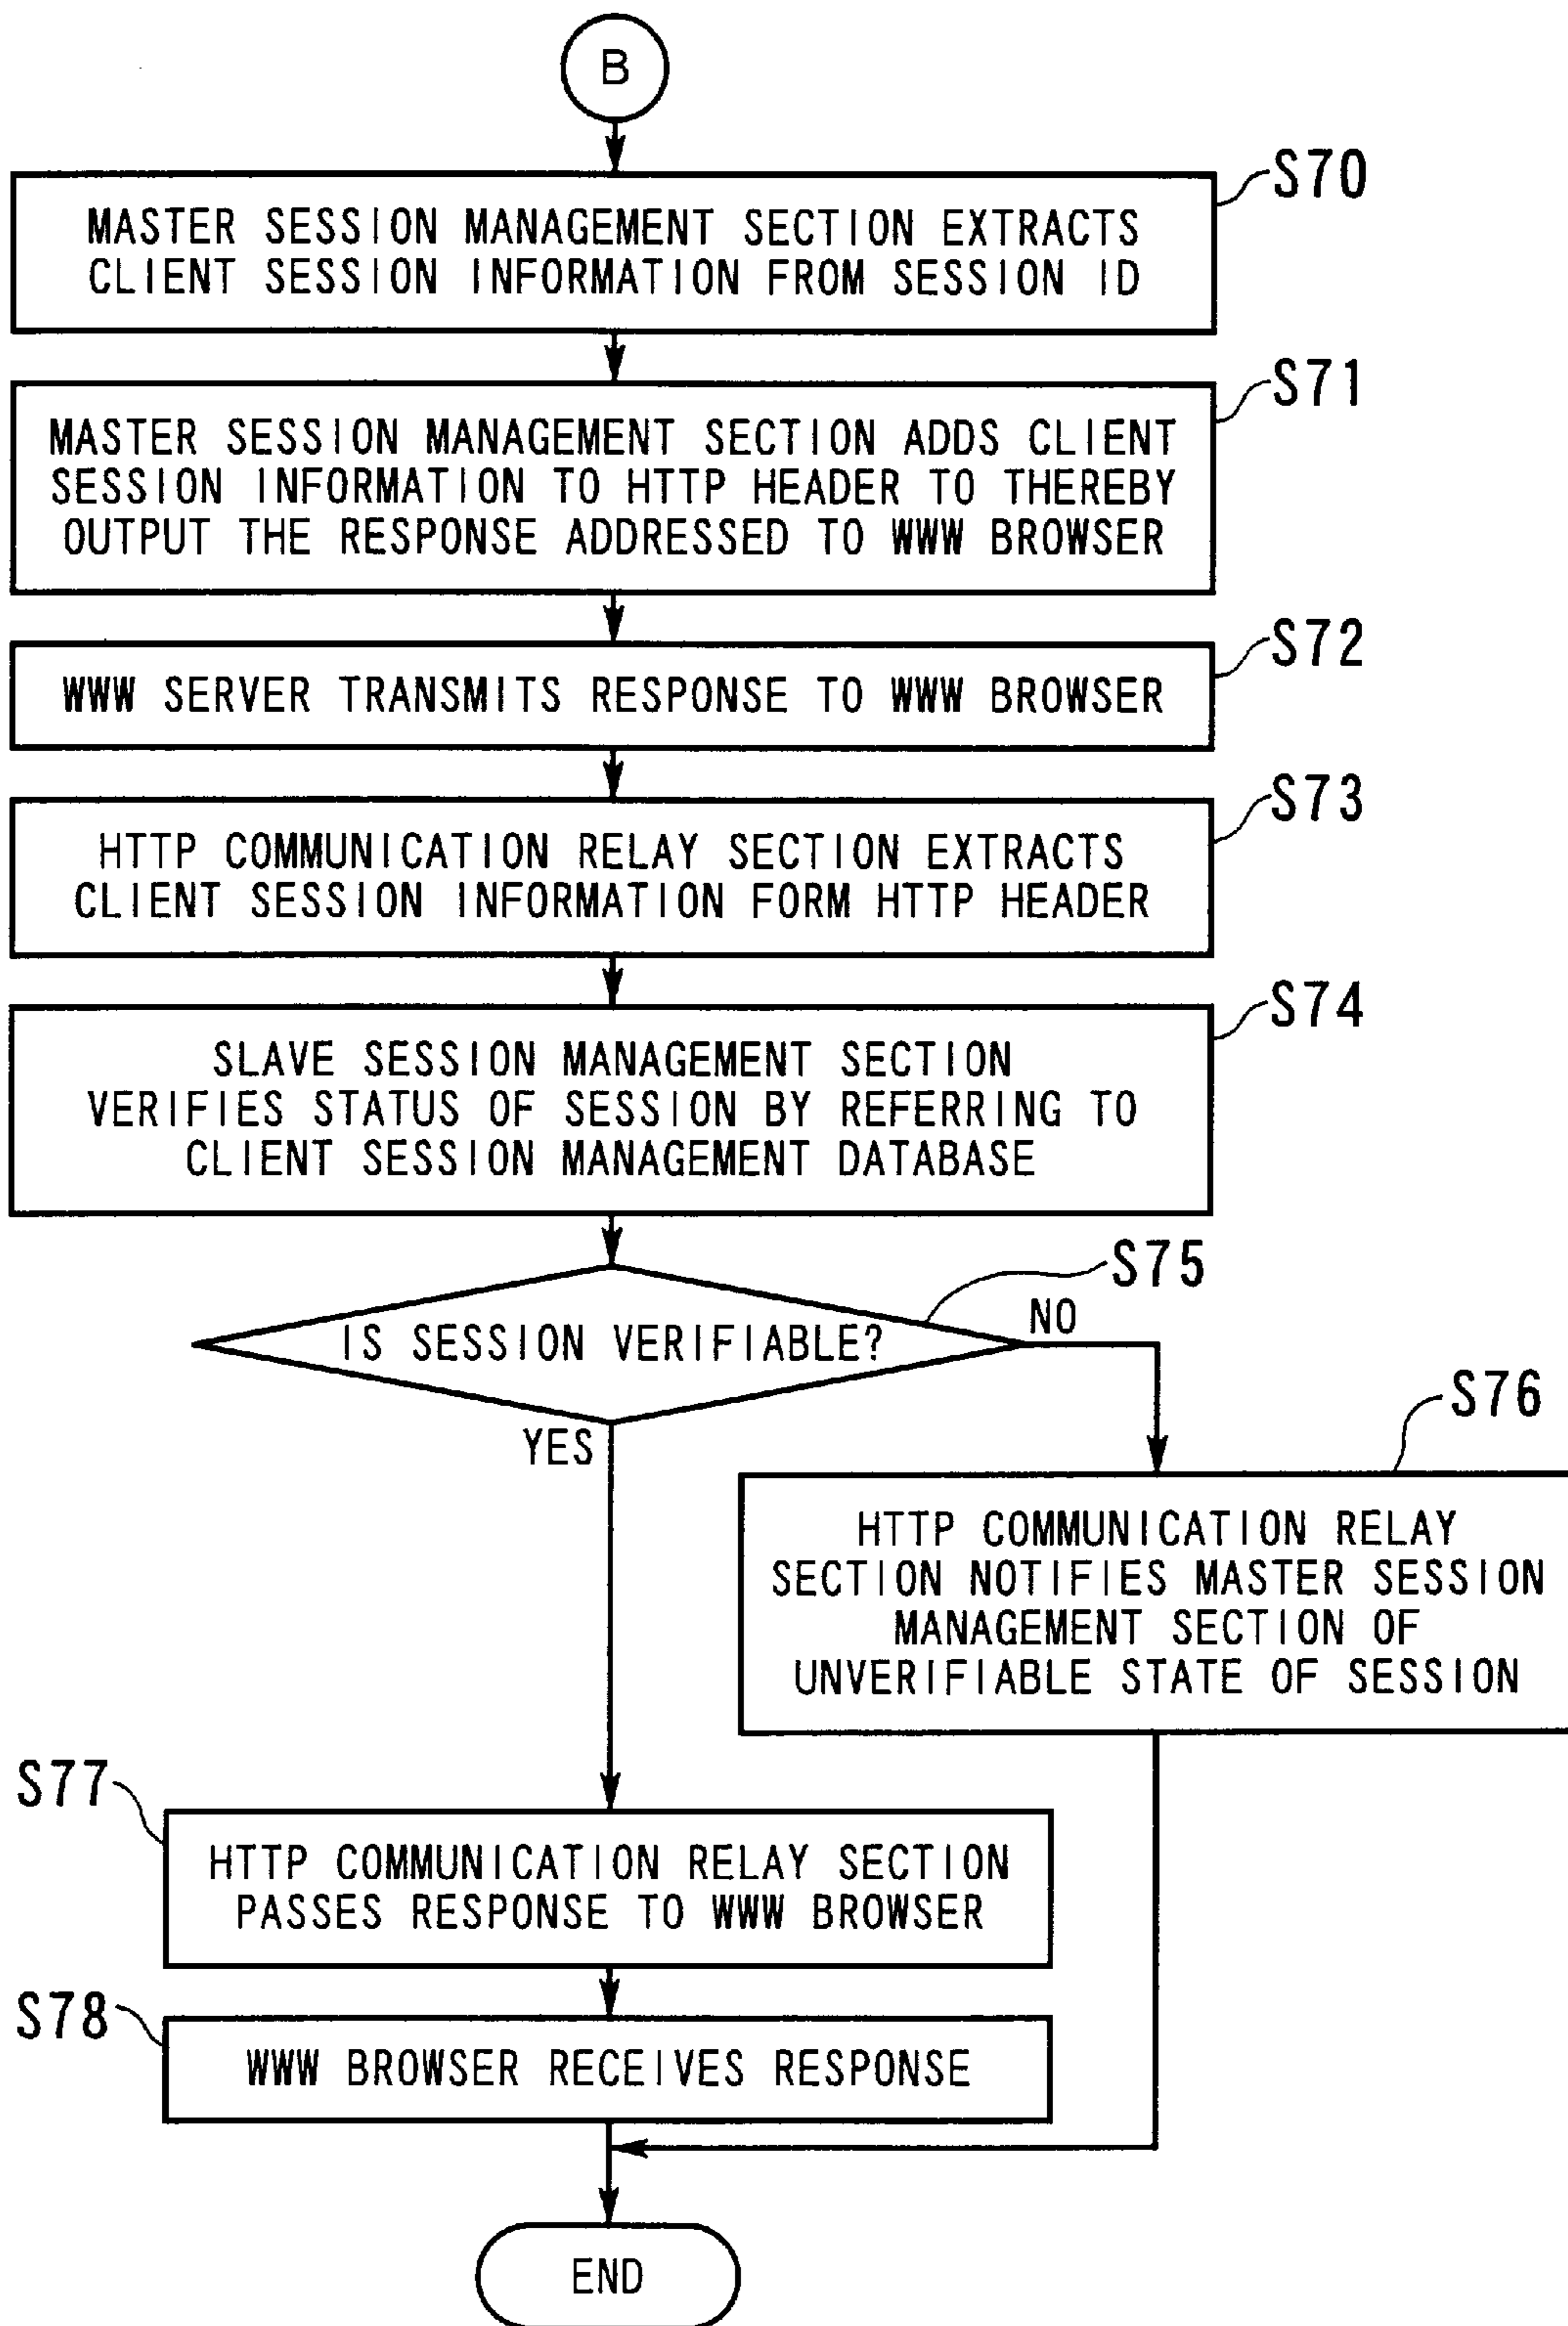 B
S70
MASTER SESSION MANAGEMENT SECTION EXTRACTS
CLIENT SESSION INFORMATION FROM SESSION ID
S71
MASTER SESSION MANAGEMENT SECTION ADDS CLIENT
SESSION INFORMATION TO HTTP HEADER TO THEREBY
OUTPUT THE RESPONSE ADDRESSED TO WWW BROWSER
S72
WWW SERVER TRANSMITS RESPONSE TO WWW BROWSER
S73
HTTP COMMUNICATION RELAY SECTION EXTRACTS
CLIENT SESSION INFORMATION FORM HTTP HEADER
S74
SLAVE SESSION MANAGEMENT SECTION
VERIFIES STATUS OF SESSION BY REFERRING TO
CLIENT SESSION MANAGEMENT DATABASE
S75
IS SESSION VERIFIABLE?
NO
YES
S76
HTTP COMMUNICATION RELAY
SECTION NOTIFIES MASTER SESSION
MANAGEMENT SECTION OF
UNVERIFIABLE STATE OF SESSION
S77
HTTP COMMUNICATION RELAY SECTION
PASSES RESPONSE TO WWW BROWSER
S78
WWW BROWSER RECEIVES RESPONSE
END